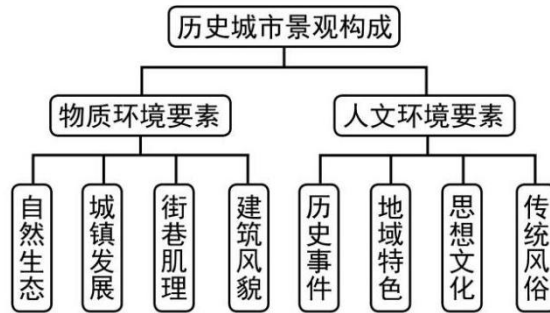 历史城市景观构成
物质环境要素
人文环境要素
自然生态
城镇发展
街巷肌理
建筑风貌
历史事件
地域特色
思想文化
传统风俗